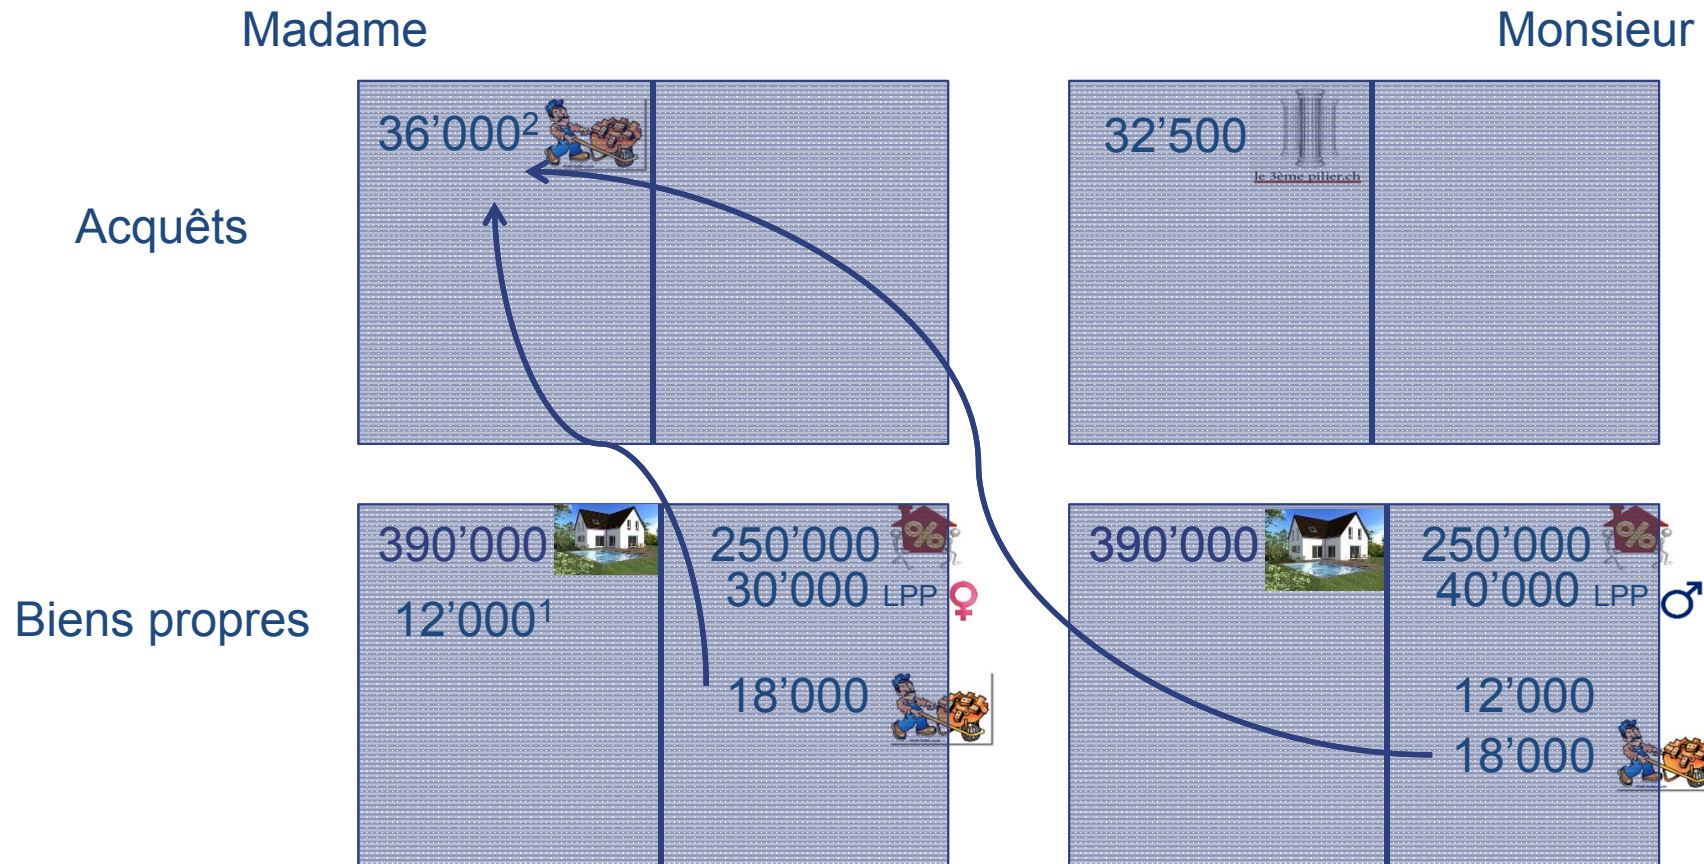 Madame
Monsieur
Acquêts
36’000²
32’500
le 3ème pilier.ch
Biens propres
390’000
12’000¹
250’000 %
30’000 LPP ♀
18’000
390’000
250’000 %
40’000 LPP ♂
12’000
18’000